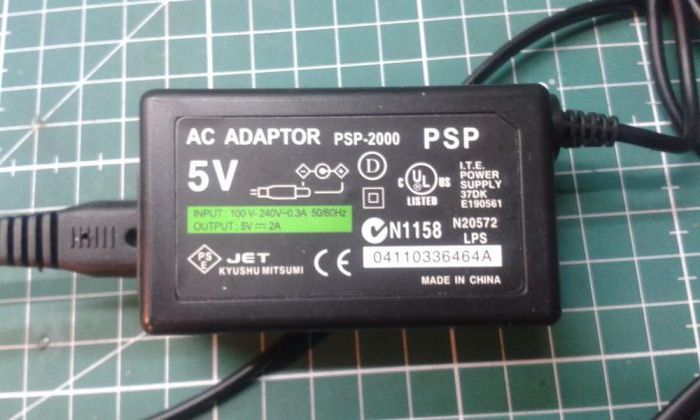 AC ADAPTOR PSP-2000 PSP
5V
D
C UL US
LISTED
I.T.E.
POWER
SUPPLY
37DK
E190561
INPUT : 100 V~ 240V~0.3A 50/60Hz
OUTPUT : 5V⎓2A
N1158
N20572
LPS
PS
E
JET
KYUSHU MITSUMI
CE
04110336464A
MADE IN CHINA